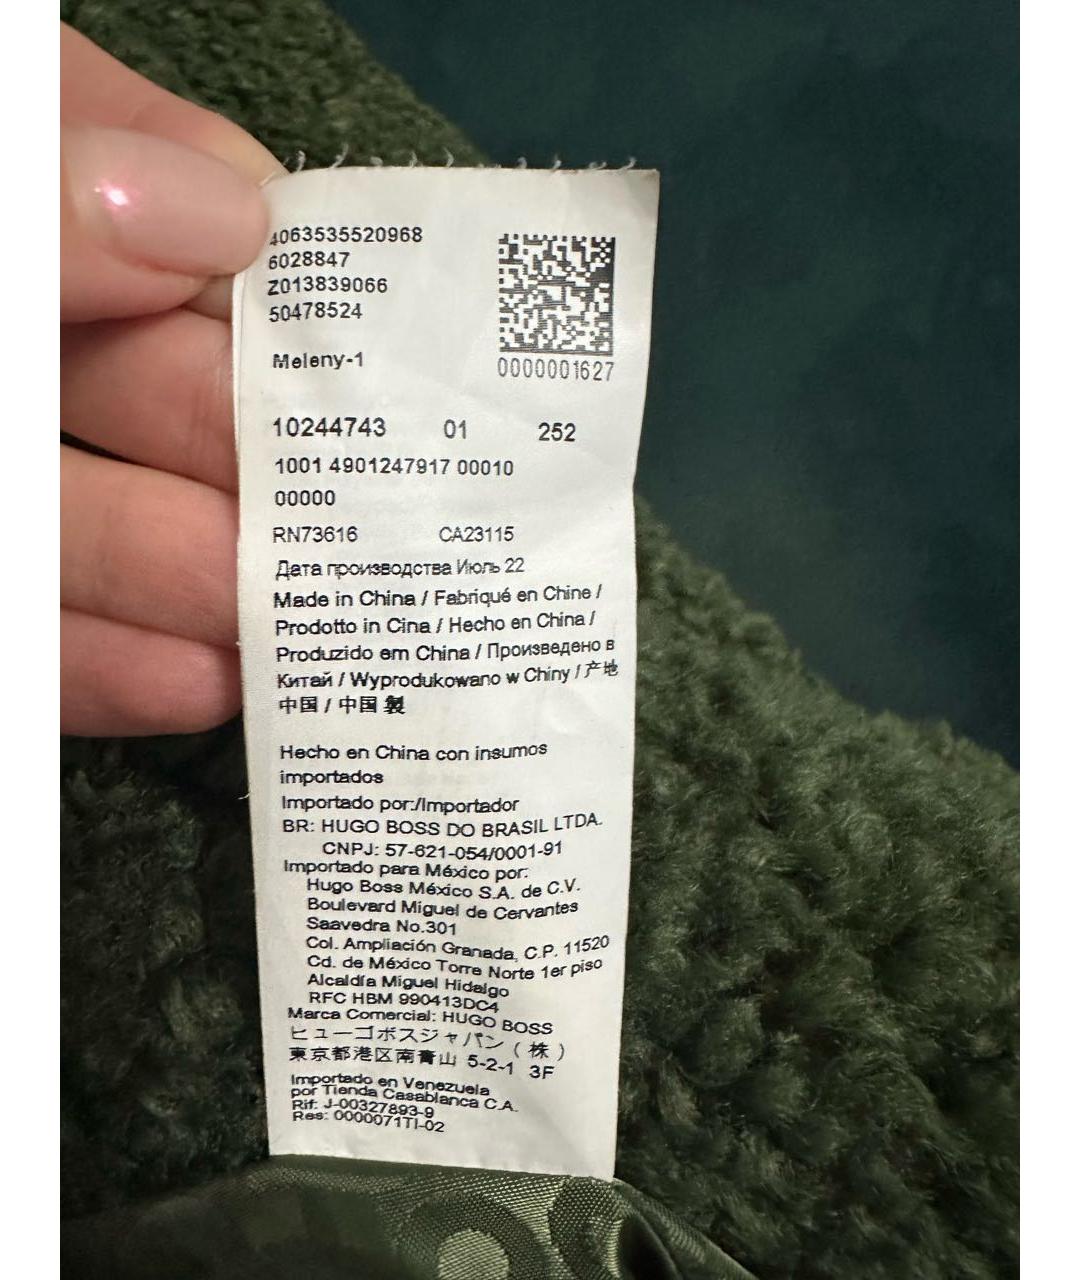 4063535520968
6028847
Z013839066
50478524
0000001627
Meleny-1
10244743 01 252
1001 4901247917 00010
00000
RN73616 CA23115
Дата производства Июль 22
Made in China / Fabriqué en Chine /
Prodotto in Cina / Hecho en China /
Produzido em China / Произведено в
Китай / Wyprodukowano w Chiny / 产地
中国 / 中国製
Hecho en China con insumos
importados
Importado por:/Importador
BR: HUGO BOSS DO BRASIL LTDA.
CNPJ: 57-621-054/0001-91
Importado para México por:
Hugo Boss México S.A. de C.V.
Boulevard Miguel de Cervantes
Saavedra No.301
Col. Ampliación Granada, C.P. 11520
Cd. de México Torre Norte 1er piso
Alcaldía Miguel Hidalgo
RFC HBM 990413DC4
Marca Comercial: HUGO BOSS
ヒューゴボスジャパン（株）
東京都港区南青山 5-2-1 3F
Importado en Venezuela
por Tienda Casablanca C.A.
Rif: J-00327893-9
Res: 0000071TI-02